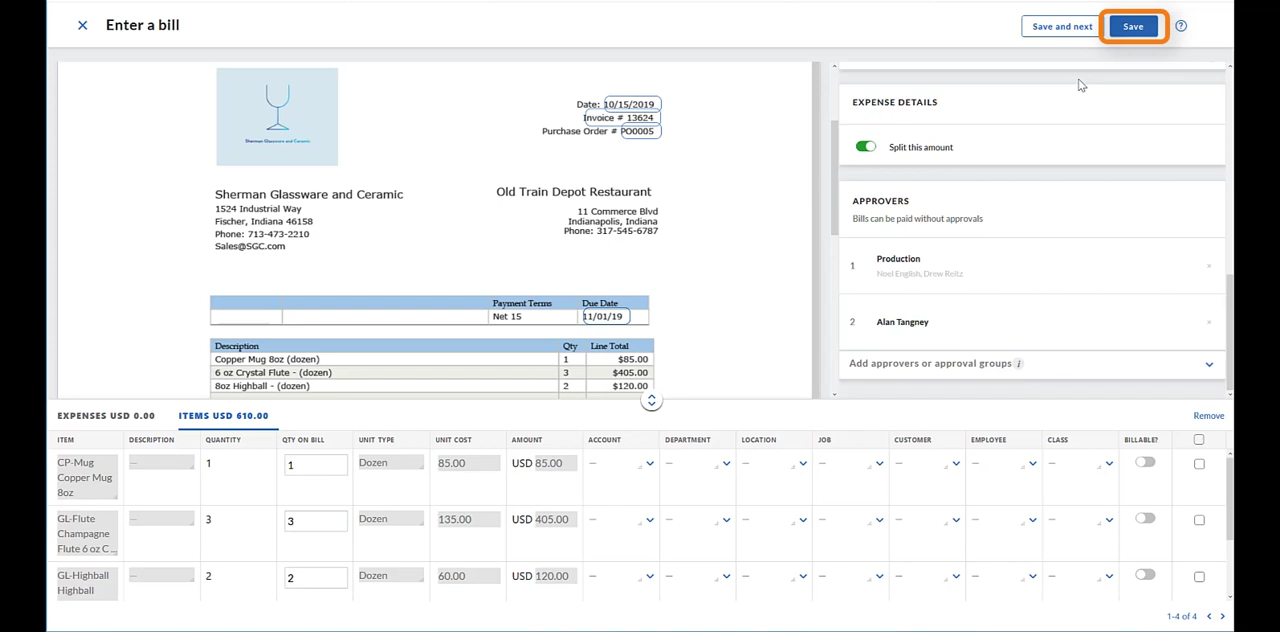 Enter a bill
Save and next
Save
Sherman Glassware and Ceramic
Date: 10/15/2019
Invoice # 13624
Purchase Order # PO0005
Sherman Glassware and Ceramic
1524 Industrial Way
Fischer, Indiana 46158
Phone: 713-473-2210
Sales@SGC.com
Old Train Depot Restaurant
11 Commerce Blvd
Indianapolis, Indiana
Phone: 317-545-6787
Payment Terms Due Date
Net 15 11/01/19
Description Qty Line Total
Copper Mug 8oz (dozen) 1 $85.00
6 oz Crystal Flute - (dozen) 3 $405.00
8oz Highball - (dozen) 2 $120.00
EXPENSE DETAILS
Split this amount
APPROVERS
Bills can be paid without approvals
1 Production
Noel English, Drew Reitz
2 Alan Tangney
Add approvers or approval groups i
EXPENSES USD 0.00 ITEMS USD 610.00 Remove
ITEM DESCRIPTION QUANTITY QTY ON BILL UNIT TYPE UNIT COST AMOUNT ACCOUNT DEPARTMENT LOCATION JOB CUSTOMER EMPLOYEE CLASS BILLABLE?
CP-Mug — 1 1 Dozen 85.00 USD 85.00 — — — — — — —
Copper Mug
8oz
GL-Flute — 3 3 Dozen 135.00 USD 405.00 — — — — — — —
Champagne
Flute 6 oz C ...
GL-Highball — 2 2 Dozen 60.00 USD 120.00 — — — — — — —
Highball
1-4 of 4